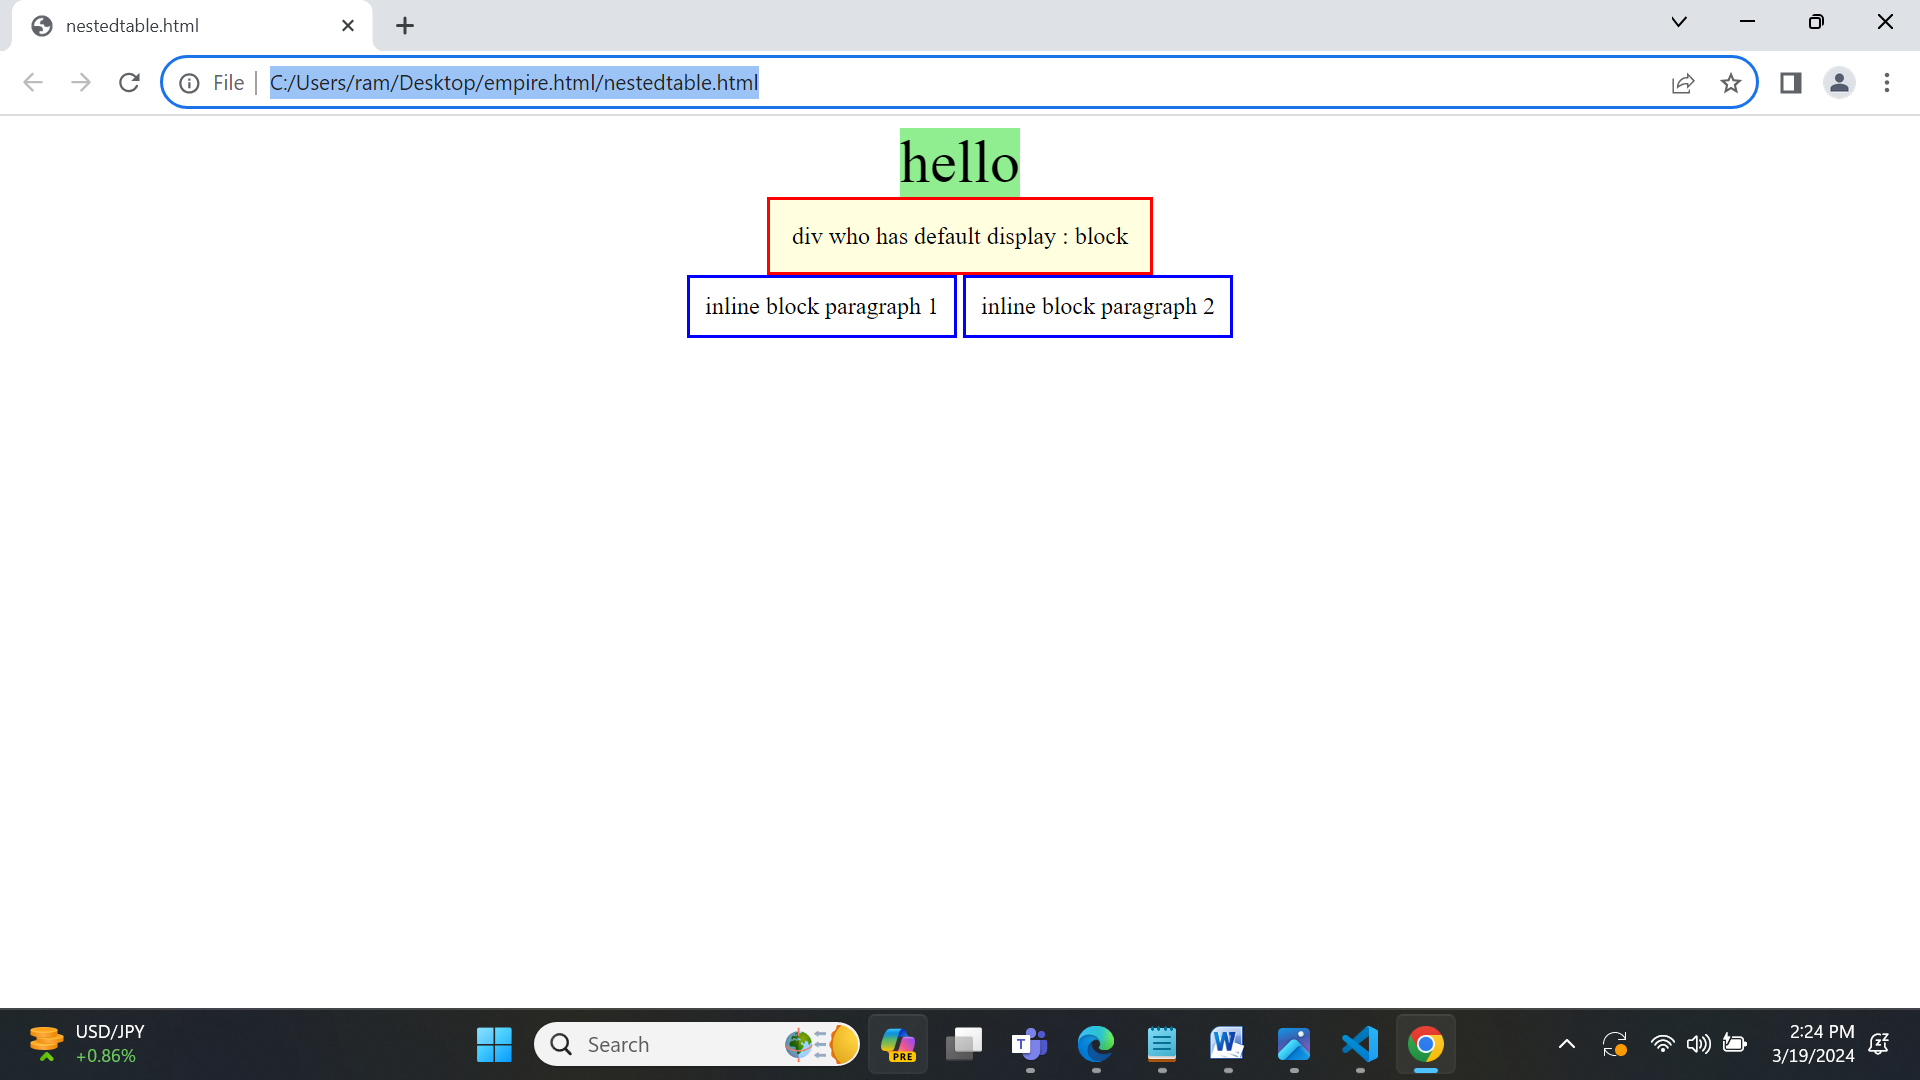 nestedtable.html
File
C:/Users/ram/Desktop/empire.html/nestedtable.html
hello
div who has default display : block
inline block paragraph 1
inline block paragraph 2
USD/JPY
+0.86%
Search
PRE
T
W
2:24 PM
3/19/2024